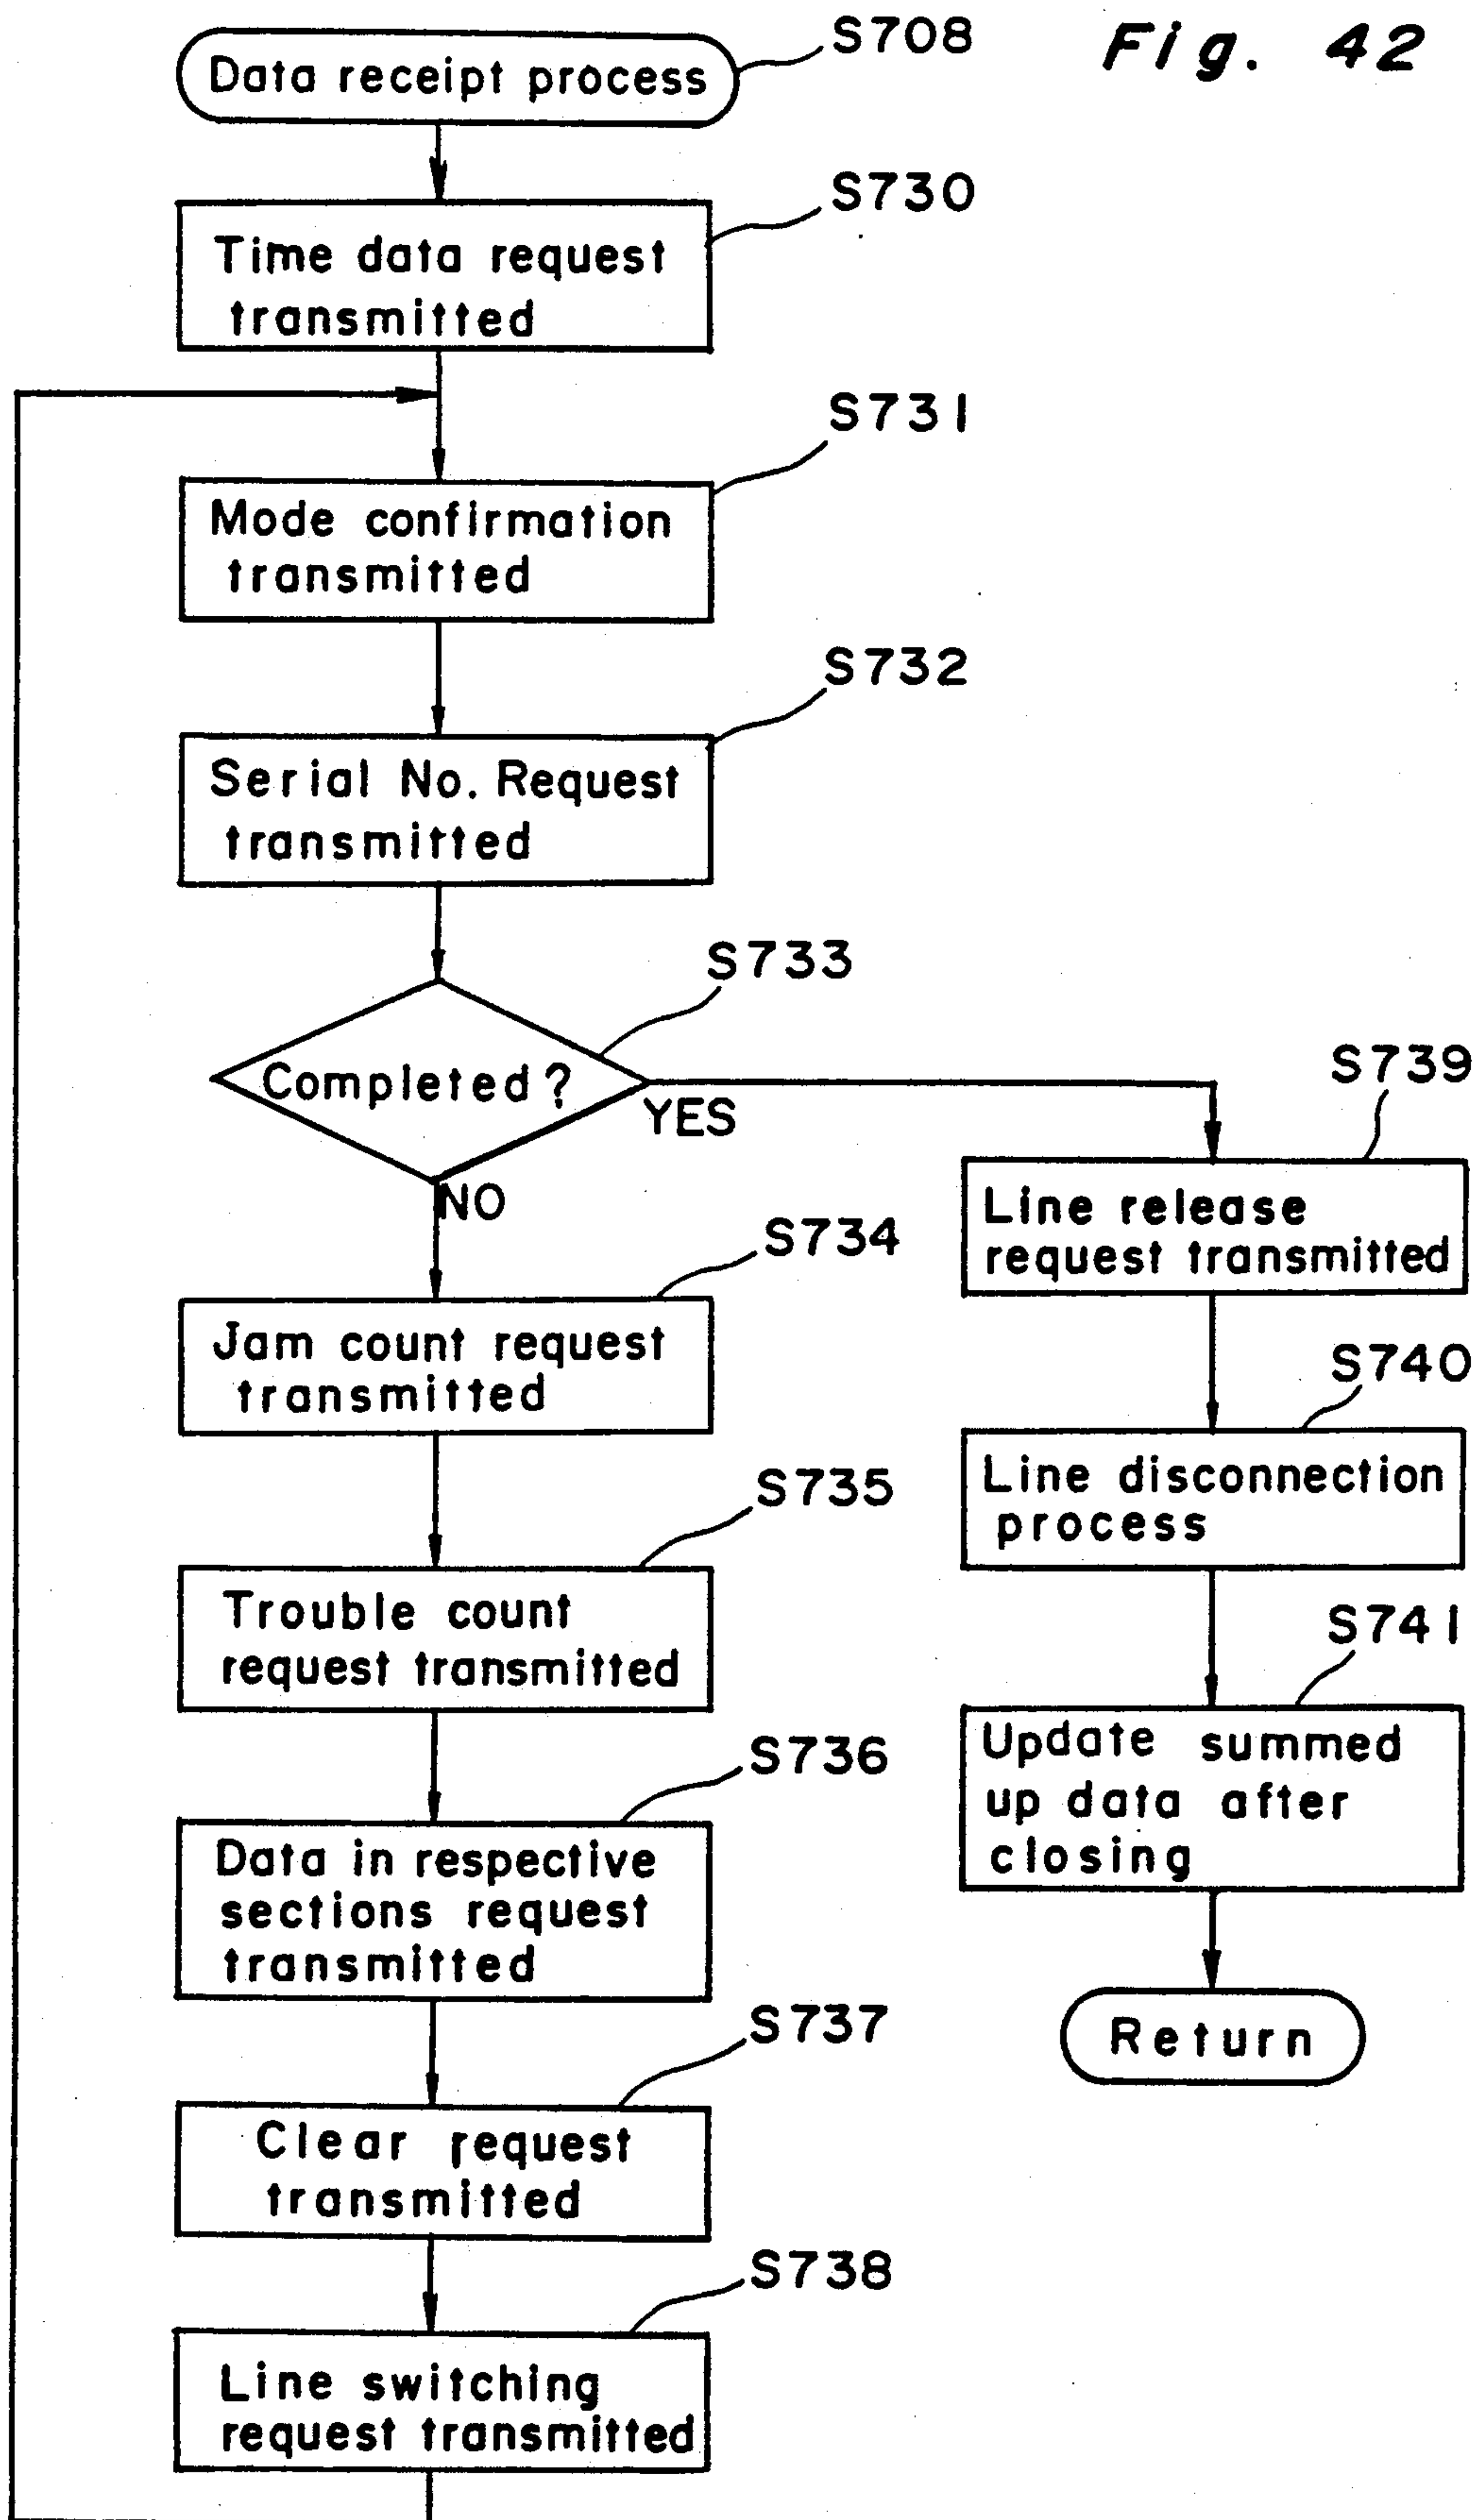 Fig. 42
S708
Data receipt process
S730
Time data request
transmitted
S731
Mode confirmation
transmitted
S732
Serial No. Request
transmitted
S733
Completed?
YES
NO
S734
Jam count request
transmitted
S735
Trouble count
request transmitted
S736
Data in respective
sections request
transmitted
S737
Clear request
transmitted
S738
Line switching
request transmitted
S739
Line release
request transmitted
S740
Line disconnection
process
S741
Update summed
up data after
closing
Return